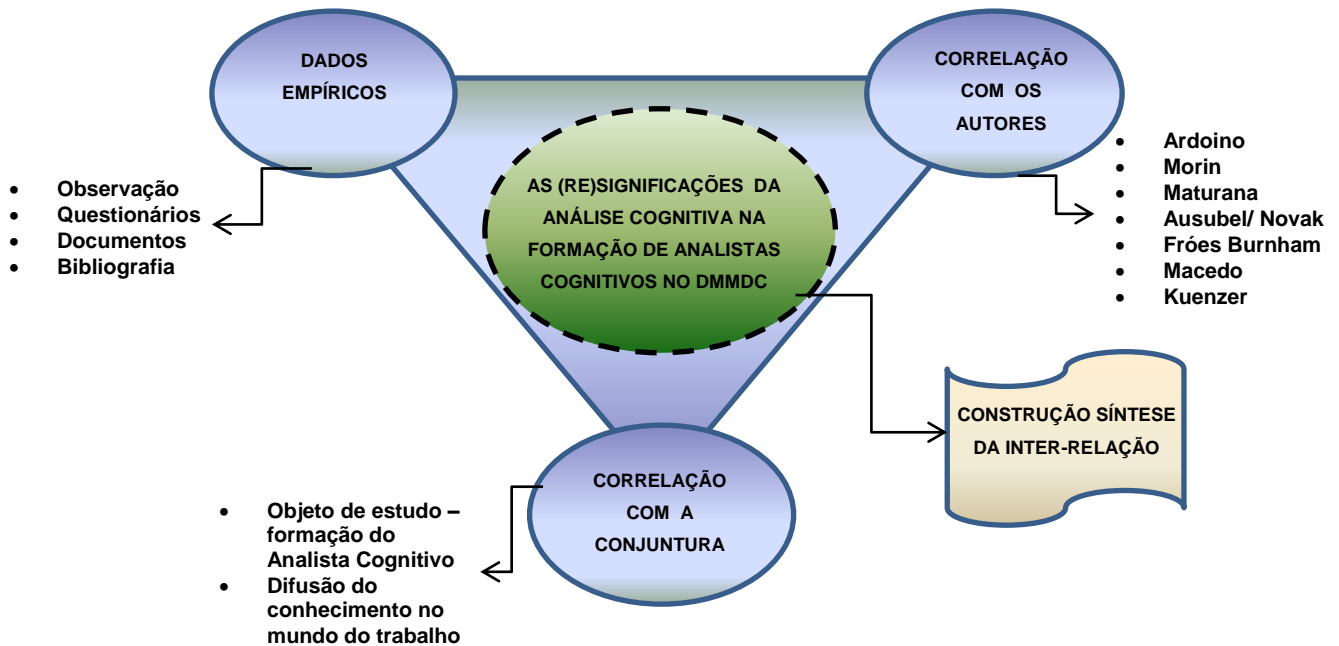 DADOS
EMPÍRICOS
• Observação
• Questionários
• Documentos
• Bibliografia
CORRELAÇÃO
COM OS
AUTORES
• Ardoino
• Morin
• Maturana
• Ausubel/ Novak
• Fróes Burnham
• Macedo
• Kuenzer
AS (RE)SIGNIFICAÇÕES DA
ANÁLISE COGNITIVA NA
FORMAÇÃO DE ANALISTAS
COGNITIVOS NO DMMDC
CONSTRUÇÃO SÍNTESE
DA INTER-RELAÇÃO
CORRELAÇÃO
COM A
CONJUNTURA
• Objeto de estudo –
formação do
Analista Cognitivo
• Difusão do
conhecimento no
mundo do trabalho